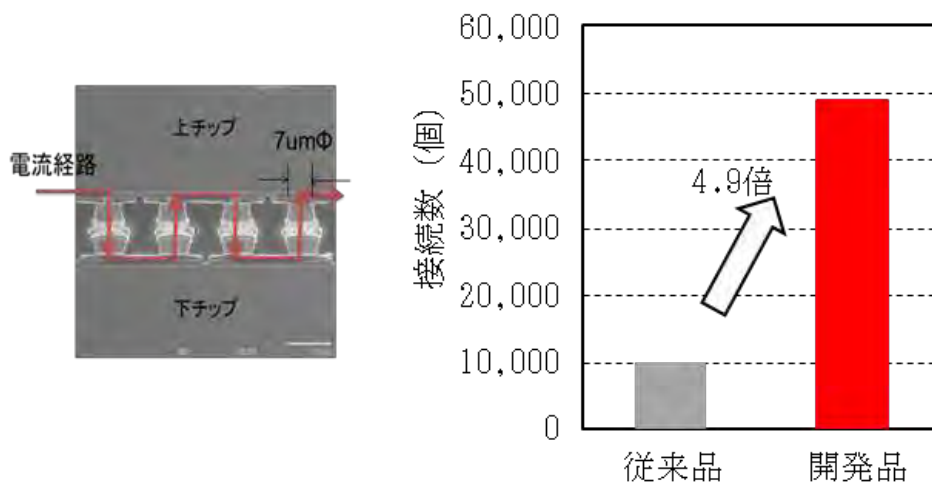 上チップ
7umΦ
電流経路
下チップ
60,000
50,000
40,000
30,000
20,000
10,000
0
接続数 (個)
4.9倍
従来品
開発品